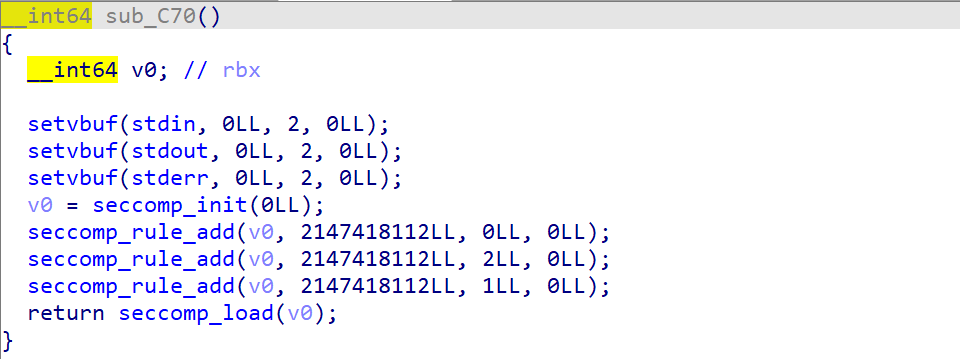 __int64 sub_C70()
{
  __int64 v0; // rbx

  setvbuf(stdin, 0LL, 2, 0LL);
  setvbuf(stdout, 0LL, 2, 0LL);
  setvbuf(stderr, 0LL, 2, 0LL);
  v0 = seccomp_init(0LL);
  seccomp_rule_add(v0, 2147418112LL, 0LL, 0LL);
  seccomp_rule_add(v0, 2147418112LL, 2LL, 0LL);
  seccomp_rule_add(v0, 2147418112LL, 1LL, 0LL);
  return seccomp_load(v0);
}